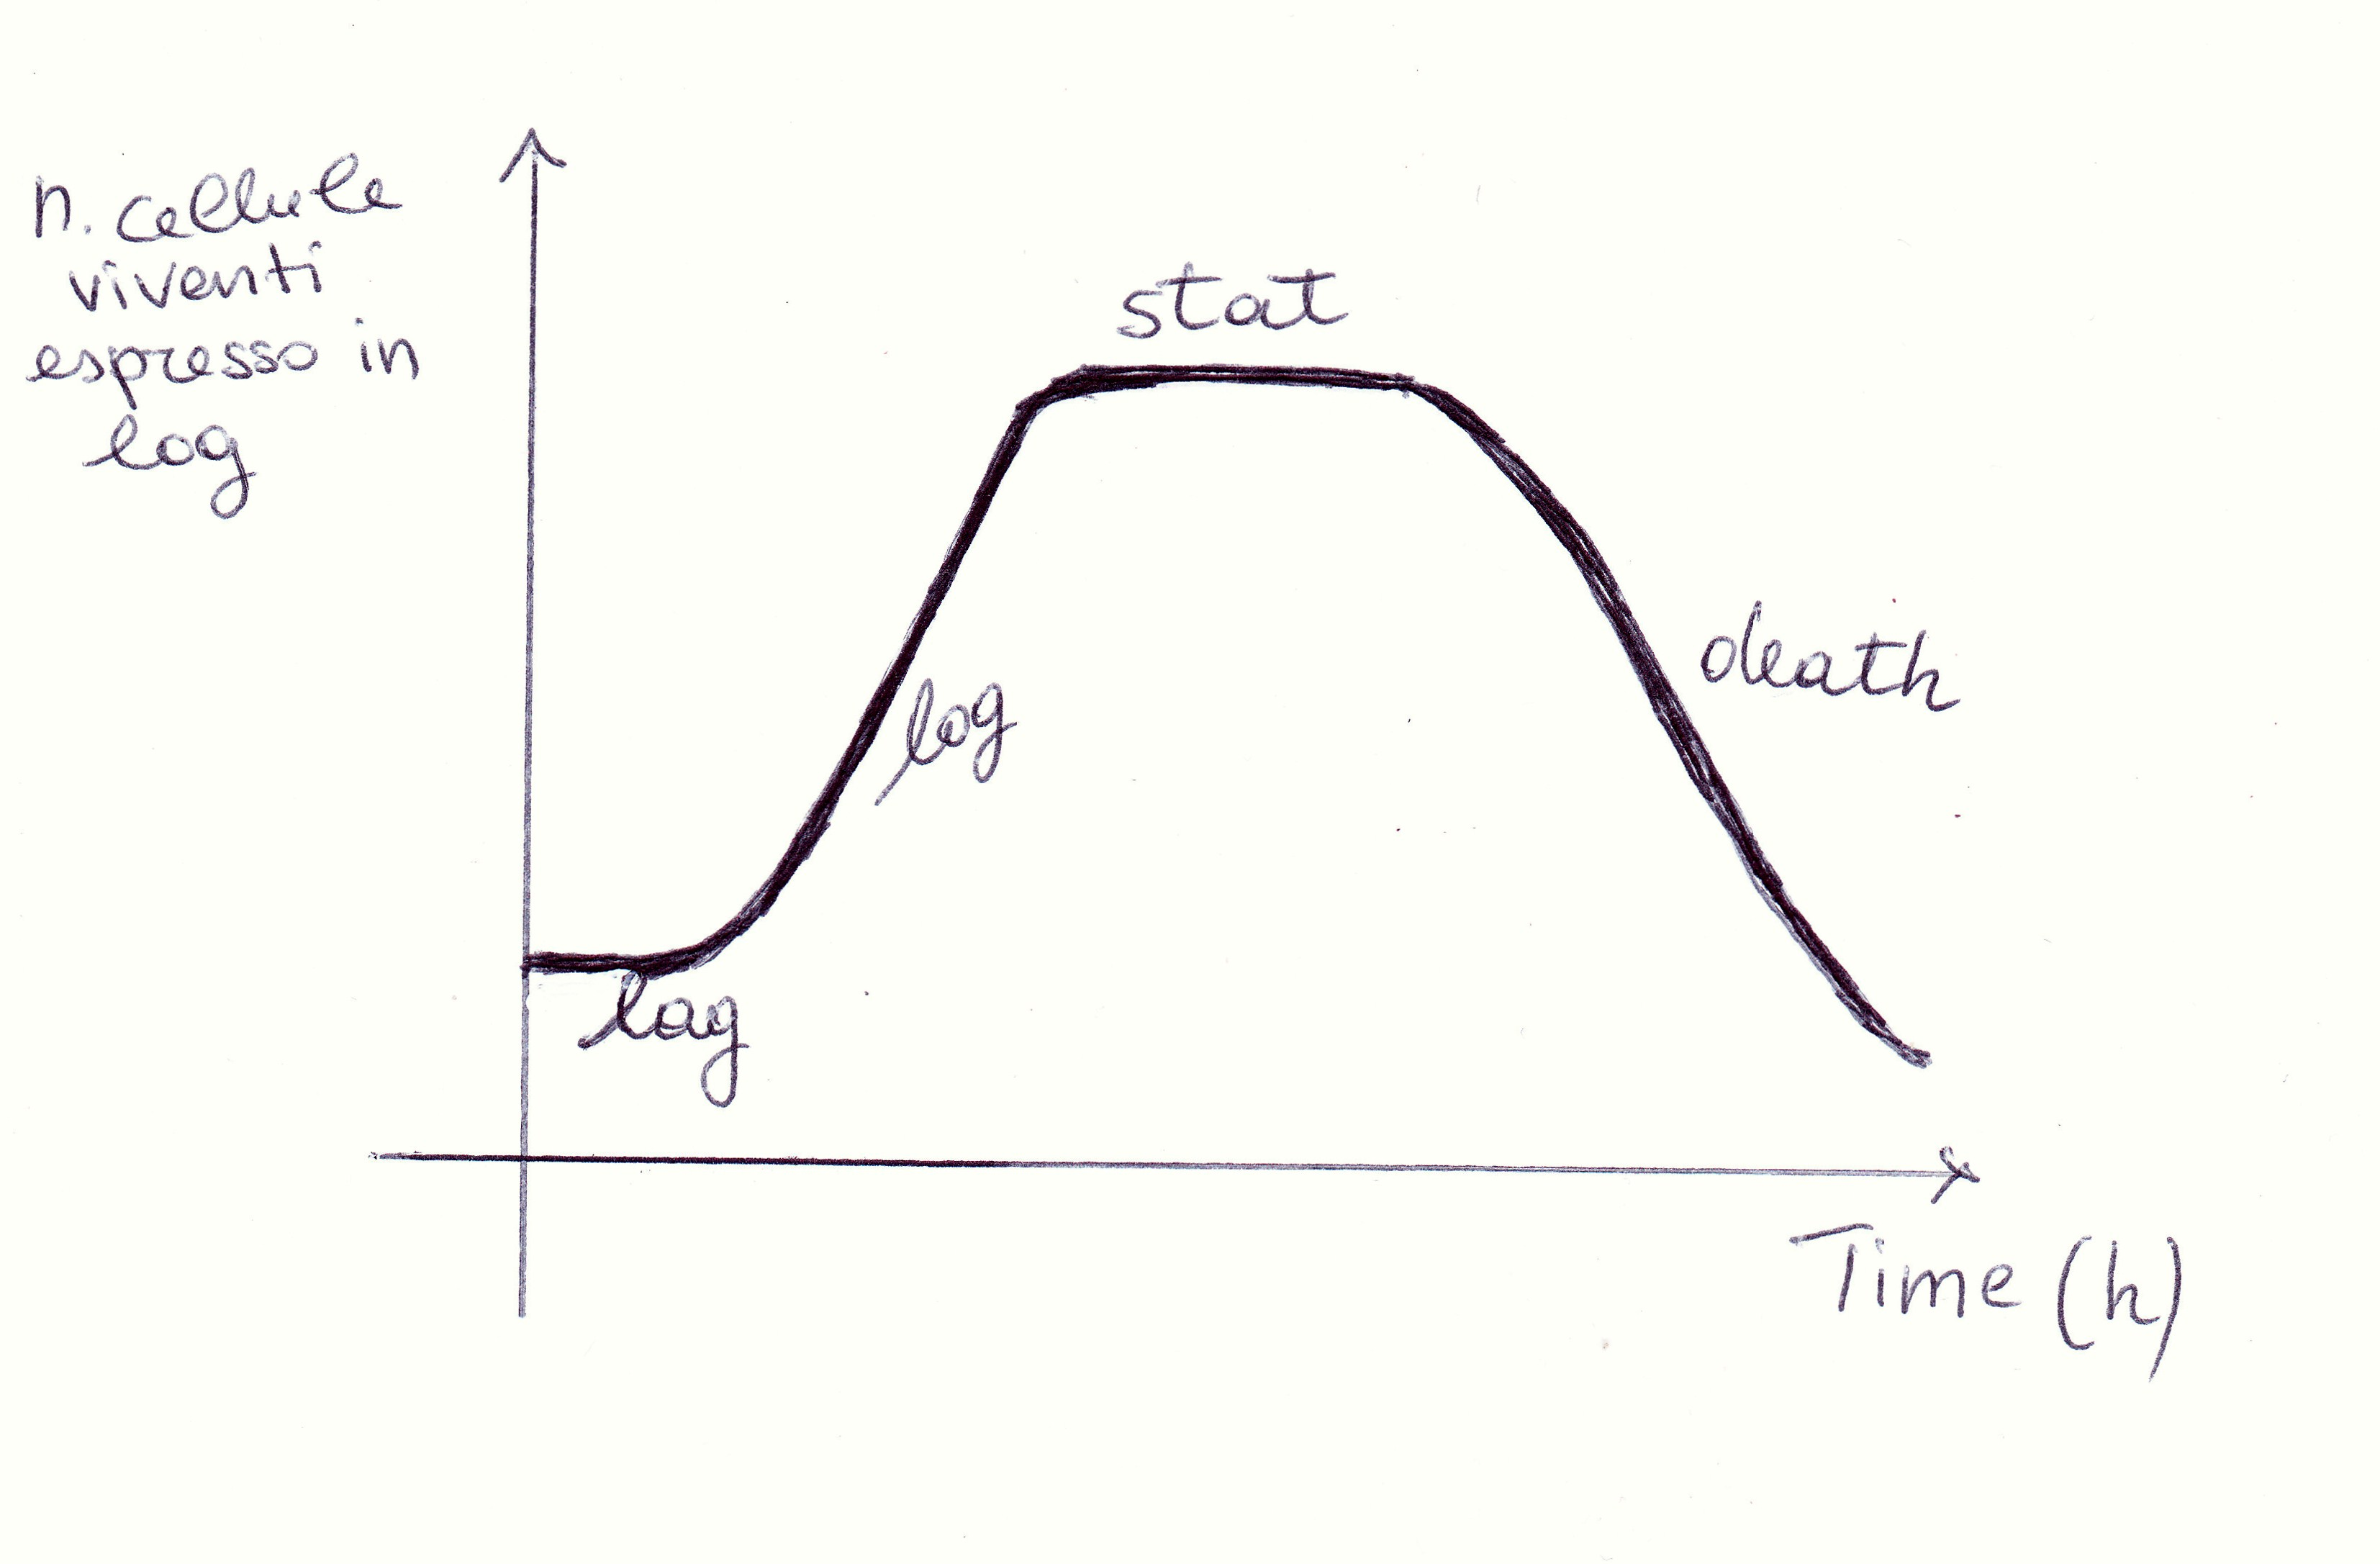 n. cellule
viventi
espresso in
log
stat
death
log
lag
Time (h)